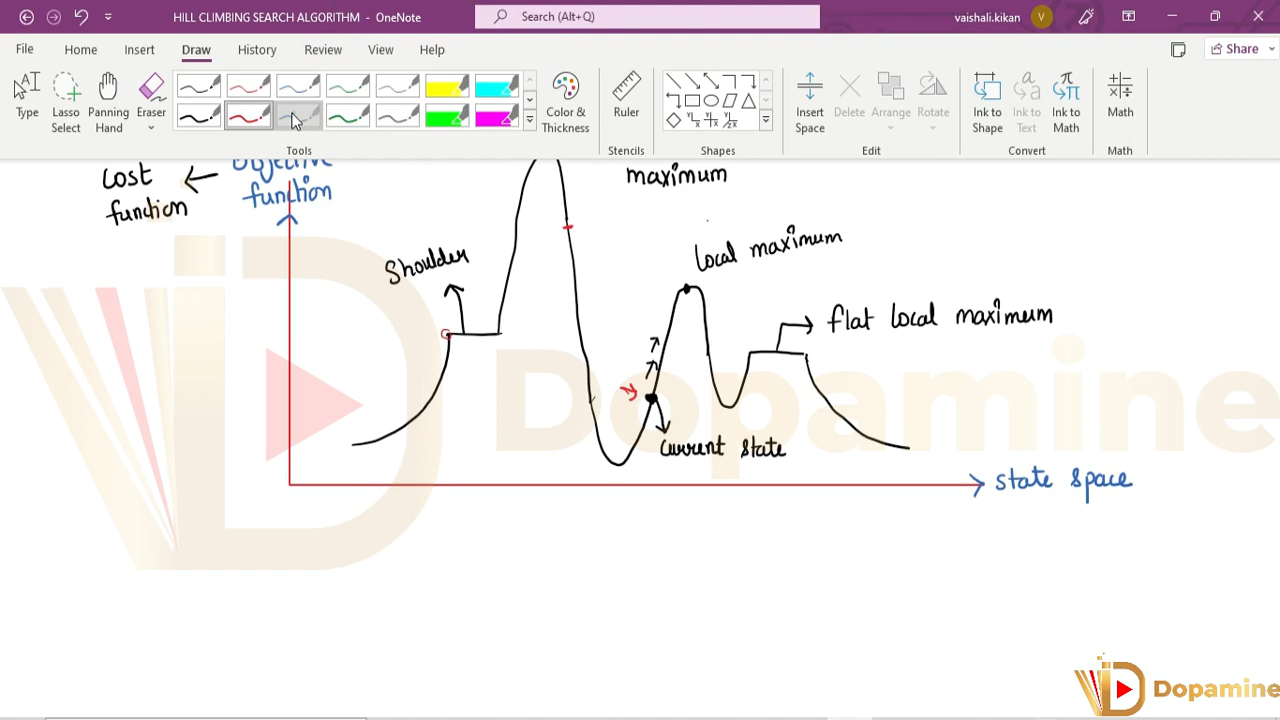 HILL CLIMBING SEARCH ALGORITHM - OneNote
Search (Alt+Q)
vaishali.kikan
V
File
Home
Insert
Draw
History
Review
View
Help
Share
Type
Lasso Select
Panning Hand
Eraser
Color & Thickness
Ruler
Insert Space
Delete
Arrange
Rotate
Ink to Shape
Ink to Text
Ink to Math
Math
Tools
Stencils
Shapes
Edit
Convert
Math
Cost
function
objective
function
maximum
Shoulder
local maximum
flat local maximum
Current state
state space
Dopamine
Dopamine